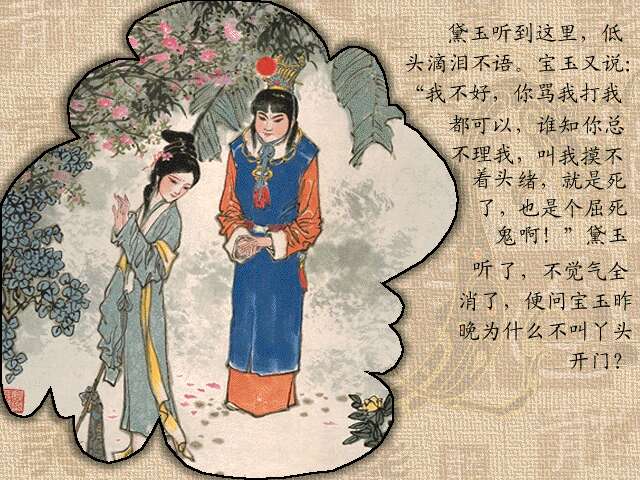 黛玉听到这里，低
头滴泪不语。宝玉又说：
“我不好，你骂我打我
都可以，谁知你总
不理我，叫我摸不
着头绪，就是死
了，也是个屈死
鬼啊！”黛玉
听了，不觉气全
消了，便问宝玉昨
晚为什么不叫丫头
开门？